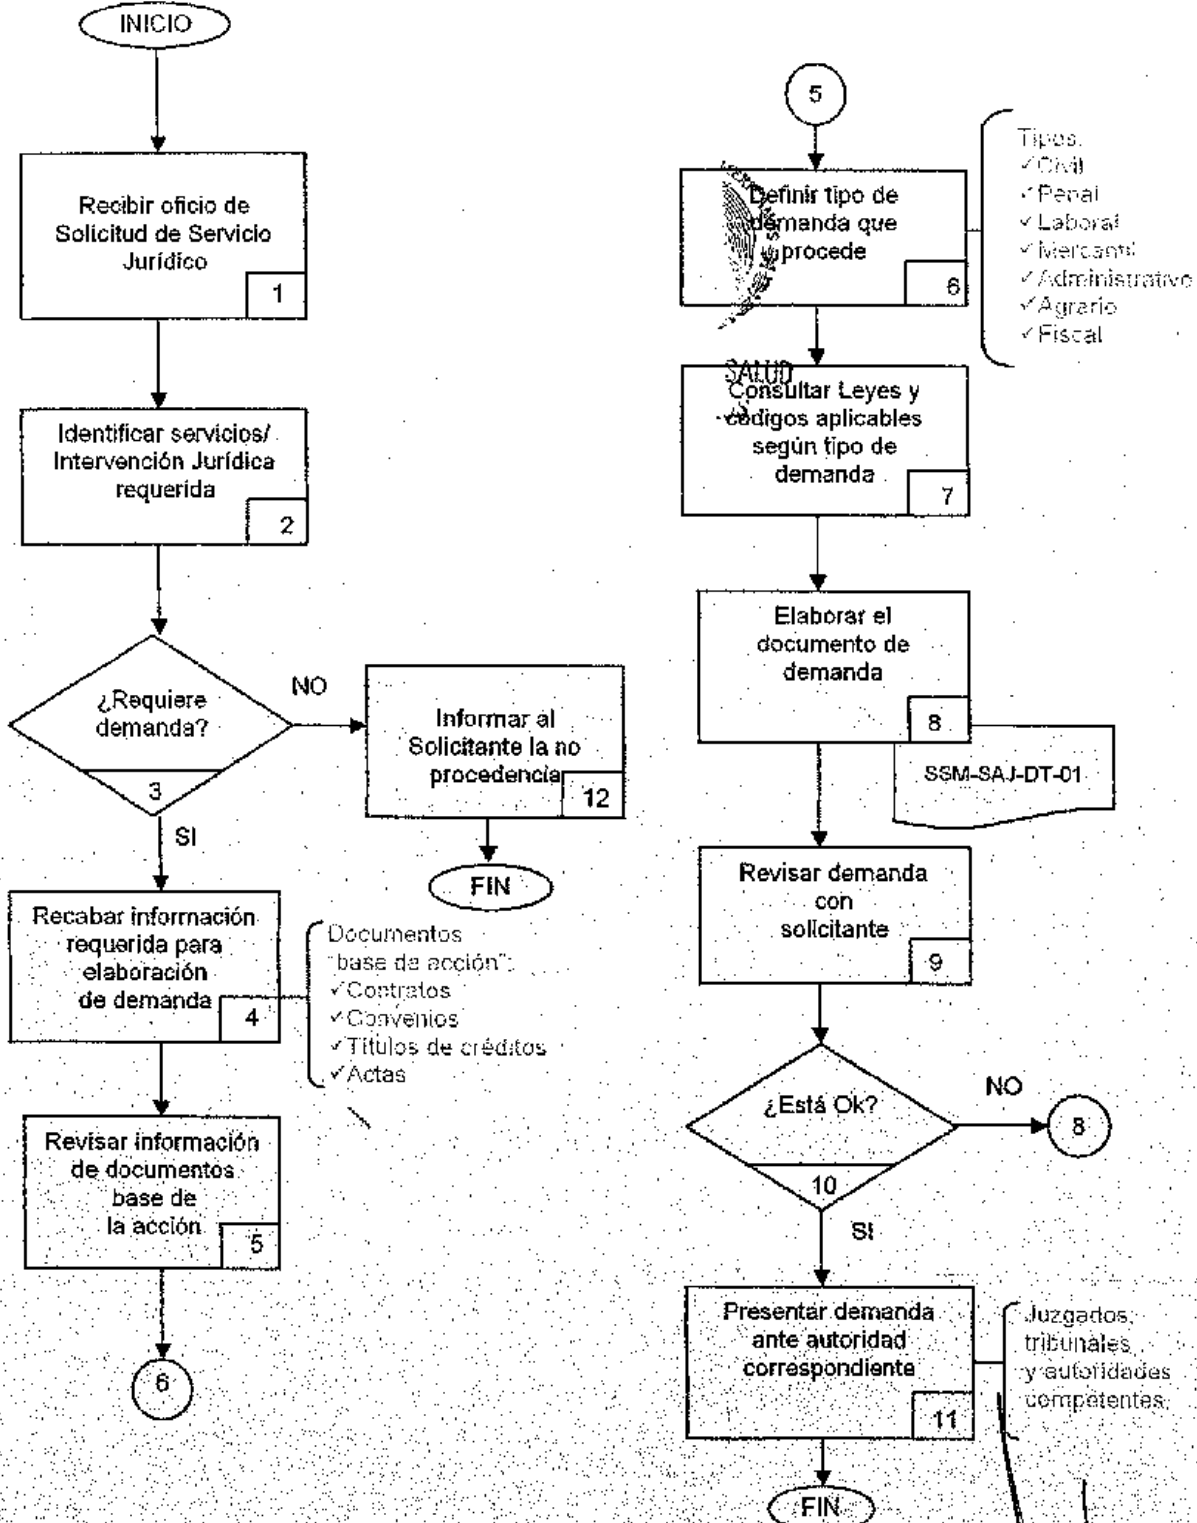 INICIO
Recibir oficio de
Solicitud de Servicio
Jurídico
1
Identificar servicios/
Intervención Jurídica
requerida
2
¿Requiere
demanda?
3
NO
SI
Informar al
Solicitante la no
procedencia
12
FIN
Recabar información
requerida para
elaboración
de demanda
4
Documentos
"base de acción":
✓Contratos
✓Convenios
✓Títulos de créditos
✓Actas
Revisar información
de documentos
base de
la acción
5
6
5
Definir tipo de
demanda que
procede
6
Tipos:
✓Civil
✓Penal
✓Laboral
✓Mercantil
✓Administrativo
✓Agrario
✓Fiscal
SALUD
Consultar Leyes y
códigos aplicables
según tipo de
demanda
7
Elaborar el
documento de
demanda
8
SSM-SAJ-DT-01
Revisar demanda
con
solicitante
9
¿Está Ok?
10
NO
8
SI
Presentar demanda
ante autoridad
correspondiente
11
Juzgados,
tribunales
y autoridades
competentes.
FIN